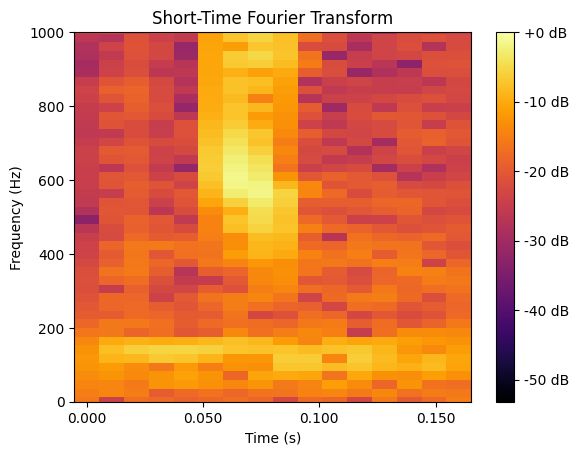 Short-Time Fourier Transform
1000
800
600
400
200
0
Frequency (Hz)
0.000
0.050
0.100
0.150
Time (s)
+0 dB
-10 dB
-20 dB
-30 dB
-40 dB
-50 dB